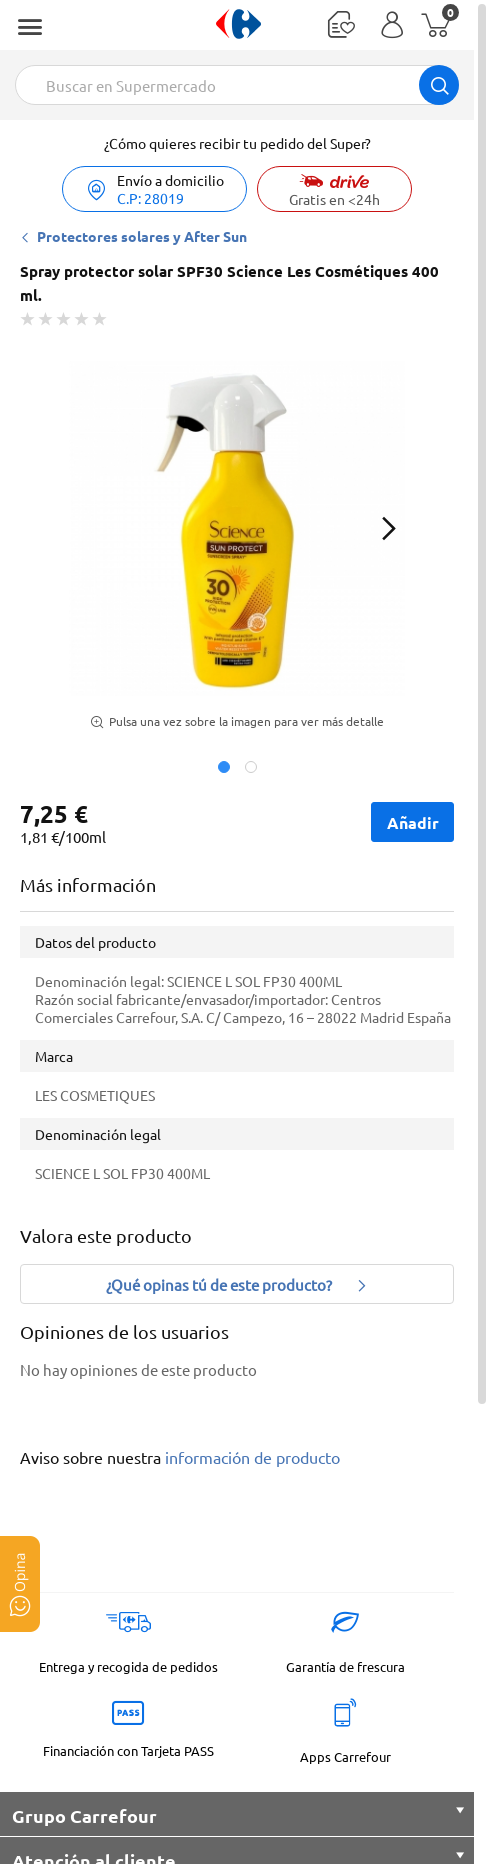 0
Buscar en Supermercado
¿Cómo quieres recibir tu pedido del Super?
Envío a domicilio
C.P: 28019
drive
Gratis en <24h
Protectores solares y After Sun
Spray protector solar SPF30 Science Les Cosmétiques 400
ml.
Science
SUN PROTECT
30
Pulsa una vez sobre la imagen para ver más detalle
7,25 €
1,81 €/100ml
Añadir
Más información
Datos del producto
Denominación legal: SCIENCE L SOL FP30 400ML
Razón social fabricante/envasador/importador: Centros
Comerciales Carrefour, S.A. C/ Campezo, 16 – 28022 Madrid España
Marca
LES COSMETIQUES
Denominación legal
SCIENCE L SOL FP30 400ML
Valora este producto
¿Qué opinas tú de este producto?
Opiniones de los usuarios
No hay opiniones de este producto
Aviso sobre nuestra información de producto
Opina
Entrega y recogida de pedidos
Garantía de frescura
PASS
Financiación con Tarjeta PASS
Apps Carrefour
Grupo Carrefour
Atención al cliente